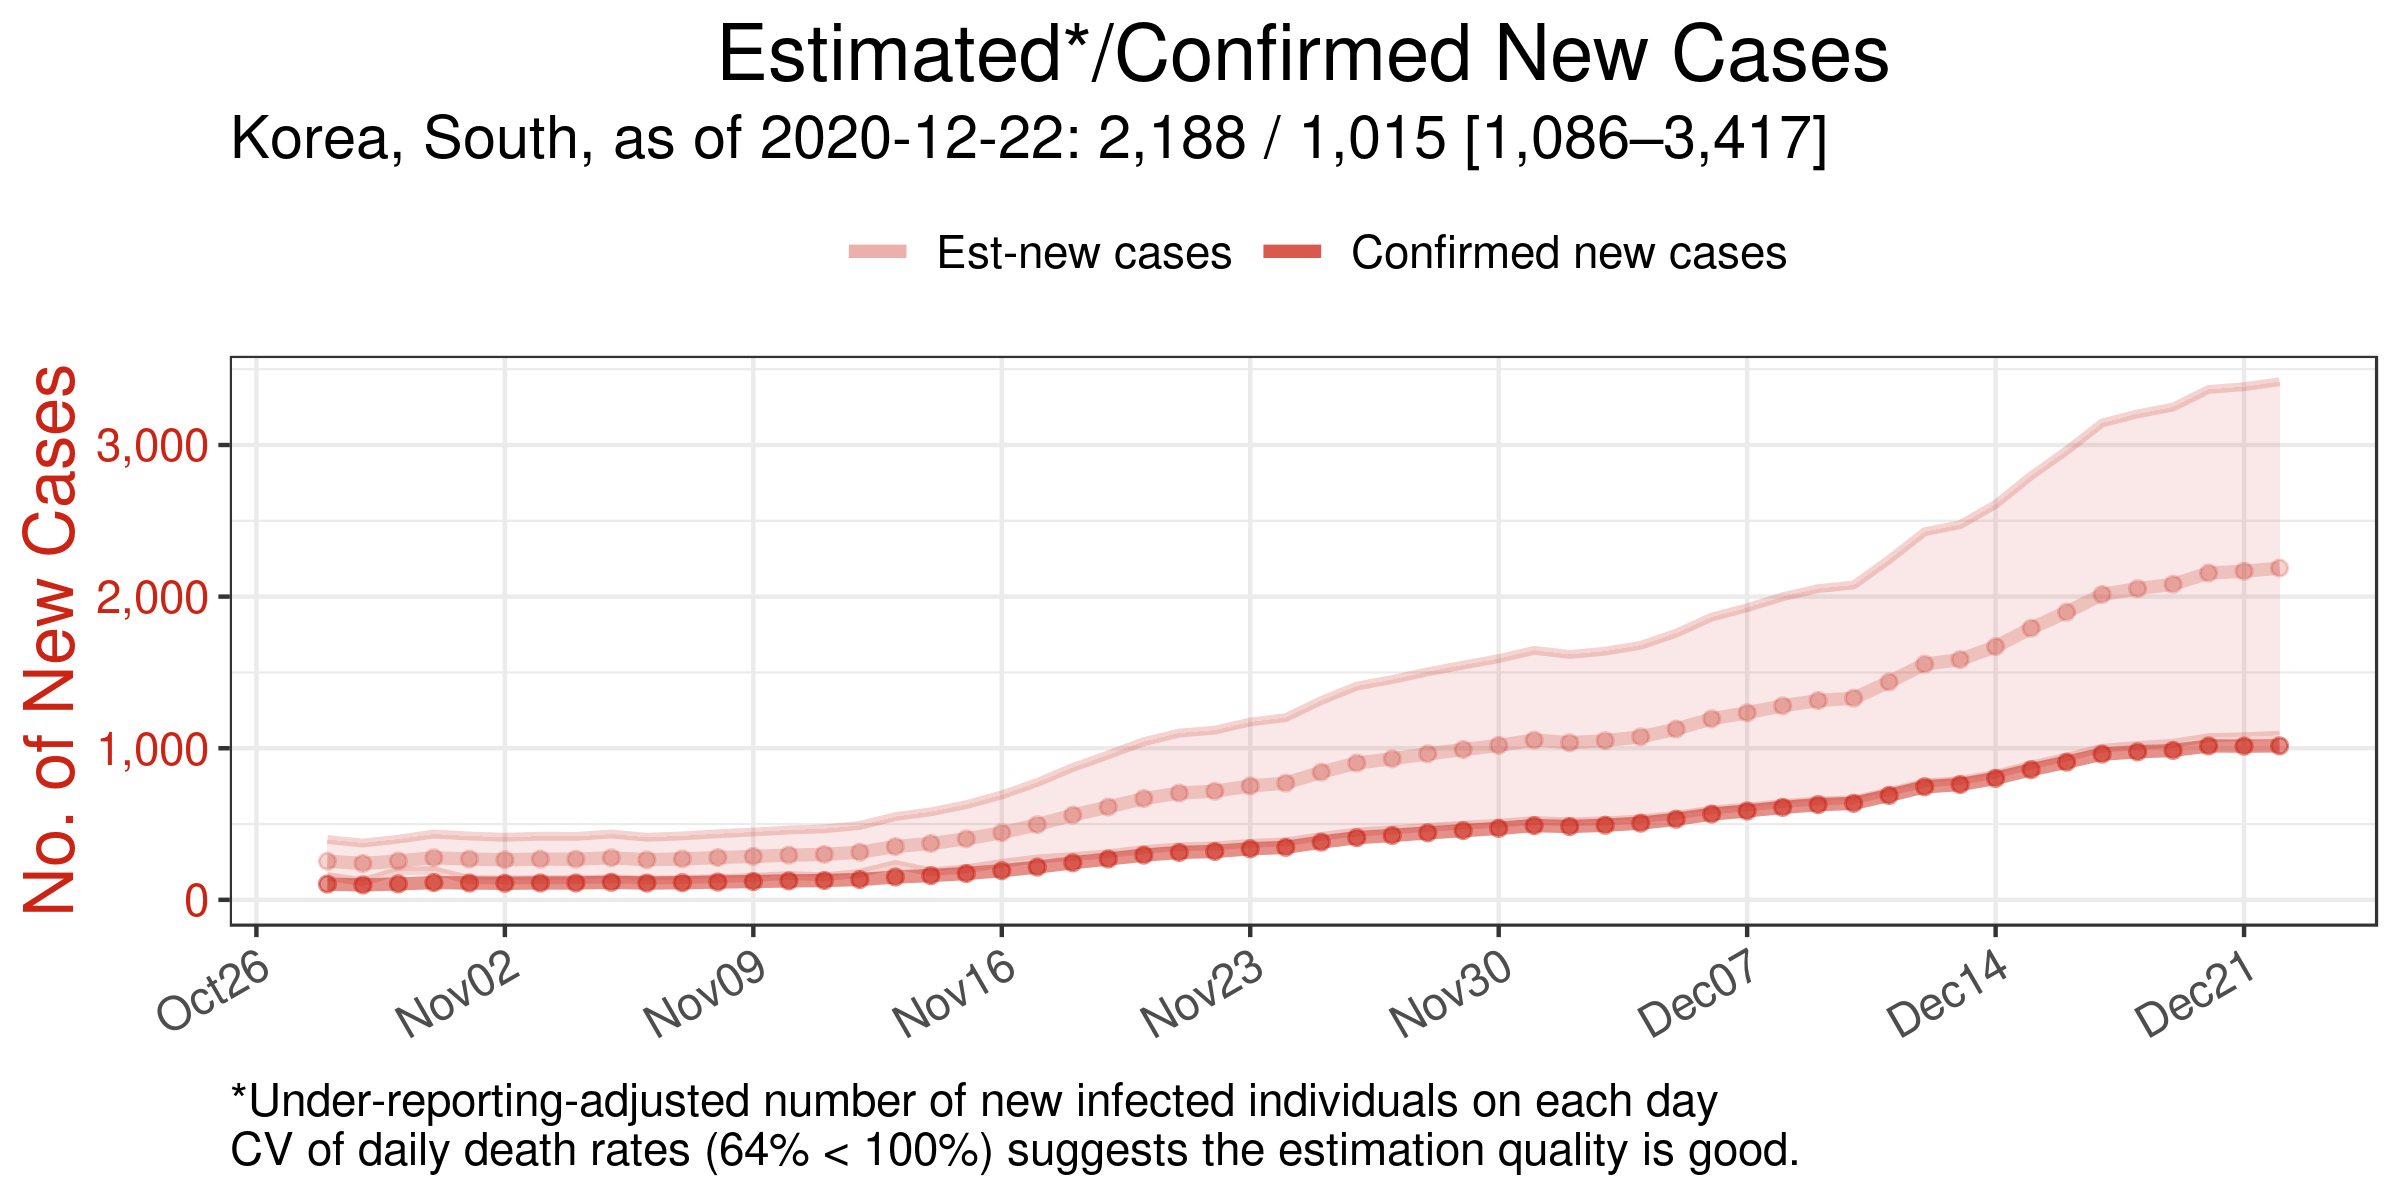 Estimated*/Confirmed New Cases
Korea, South, as of 2020-12-22: 2,188 / 1,015 [1,086–3,417]
Est-new cases
Confirmed new cases
No. of New Cases
3,000
2,000
1,000
0
Oct26
Nov02
Nov09
Nov16
Nov23
Nov30
Dec07
Dec14
Dec21
*Under-reporting-adjusted number of new infected individuals on each day
CV of daily death rates (64% < 100%) suggests the estimation quality is good.